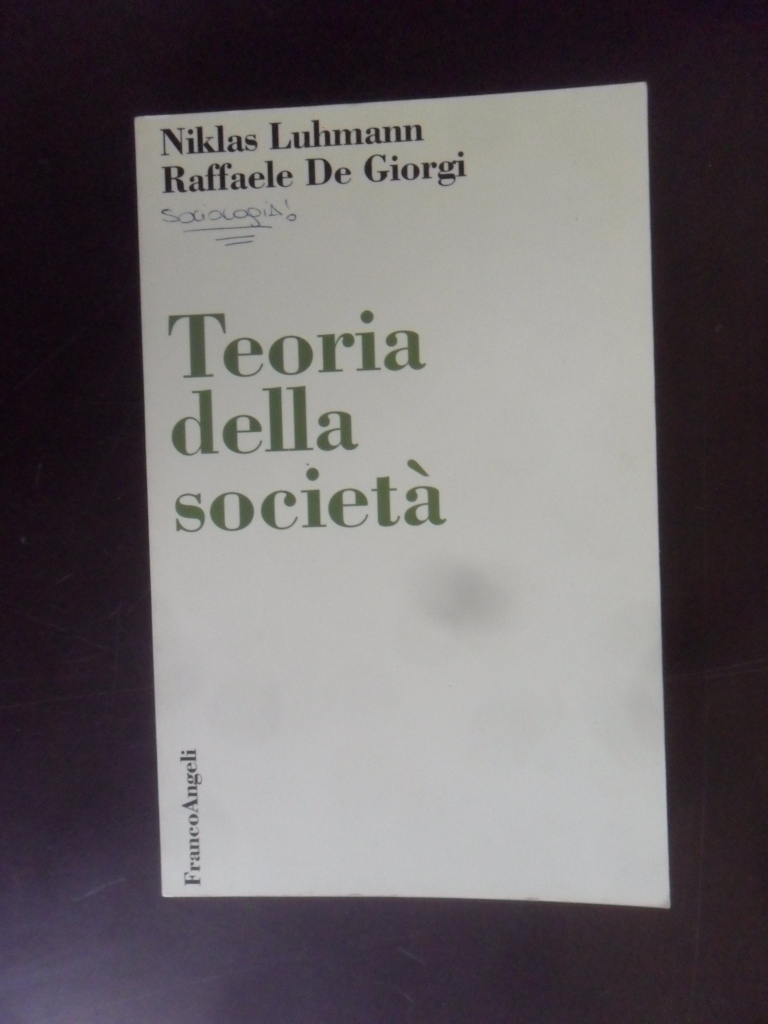 Niklas Luhmann
Raffaele De Giorgi
Sociologia!
Teoria
della
società
FrancoAngeli